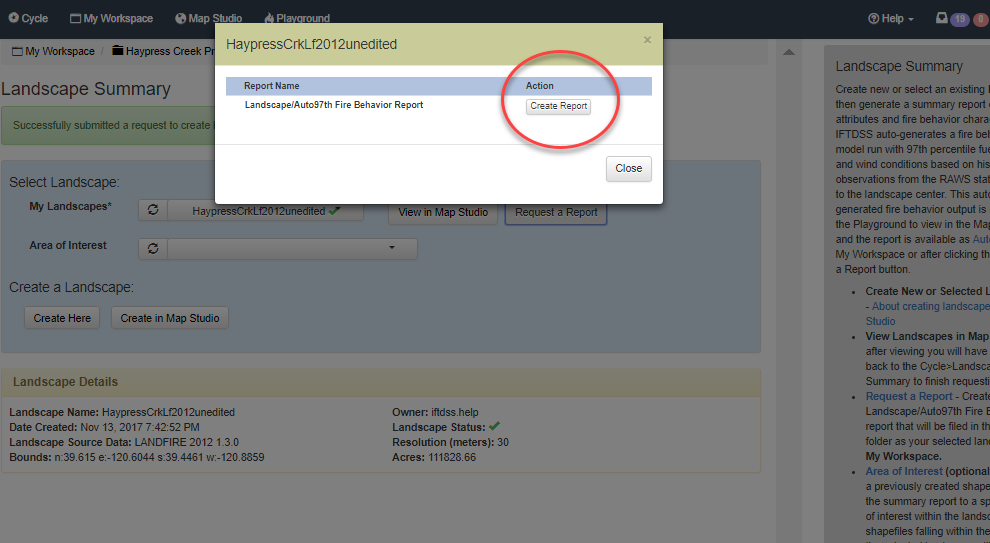 Cycle My Workspace Map Studio Playground Help 19 8
My Workspace / Haypress Creek Pr
HaypressCrkLf2012unedited ×
Report Name Action
Landscape/Auto97th Fire Behavior Report Create Report
Close
Landscape Summary
Successfully submitted a request to create
Select Landscape:
My Landscapes* HaypressCrkLf2012unedited View in Map Studio Request a Report
Area of Interest
Create a Landscape:
Create Here Create in Map Studio
Landscape Details
Landscape Name: HaypressCrkLf2012unedited
Date Created: Nov 13, 2017 7:42:52 PM
Landscape Source Data: LANDFIRE 2012 1.3.0
Bounds: n:39.615 e:-120.6044 s:39.4461 w:-120.8859
Owner: iftdss.help
Landscape Status:
Resolution (meters): 30
Acres: 111828.66
Landscape Summary
Create new or select an existing
then generate a summary report
attributes and fire behavior chara
IFTDSS auto-generates a fire beh
model run with 97th percentile fue
and wind conditions based on his
observations from the RAWS stat
to the landscape center. This auto
generated fire behavior output is
the Playground to view in the Map
and the report is available as Auto
My Workspace or after clicking th
a Report button.
• Create New or Selected L
- About creating landscape
Studio
• View Landscapes in Map
after viewing you will have
back to the Cycle>Landsca
Summary to finish requesti
• Request a Report - Create
Landscape/Auto97th Fire B
report that will be filed in th
folder as your selected land
My Workspace.
• Area of Interest (optional
a previously created shape
the summary report to a sp
of interest within the landsc
shapefiles falling within the